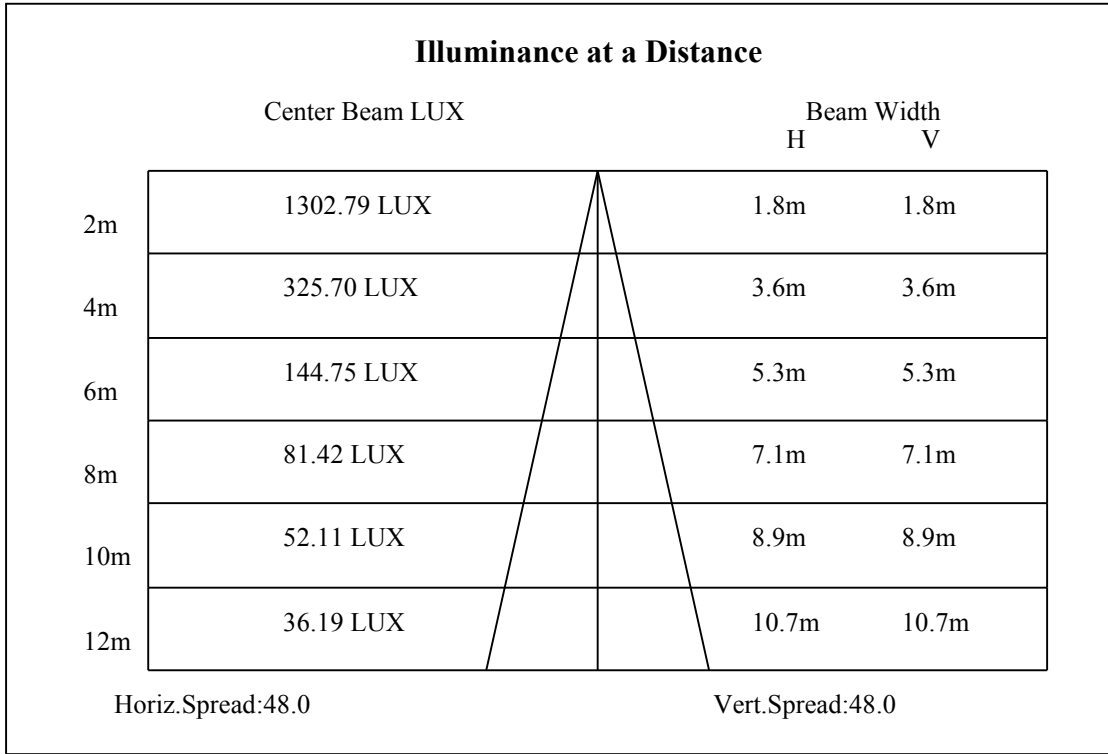 Illuminance at a Distance
Center Beam LUX Beam Width
H V
2m 1302.79 LUX 1.8m 1.8m
4m 325.70 LUX 3.6m 3.6m
6m 144.75 LUX 5.3m 5.3m
8m 81.42 LUX 7.1m 7.1m
10m 52.11 LUX 8.9m 8.9m
12m 36.19 LUX 10.7m 10.7m
Horiz.Spread:48.0 Vert.Spread:48.0